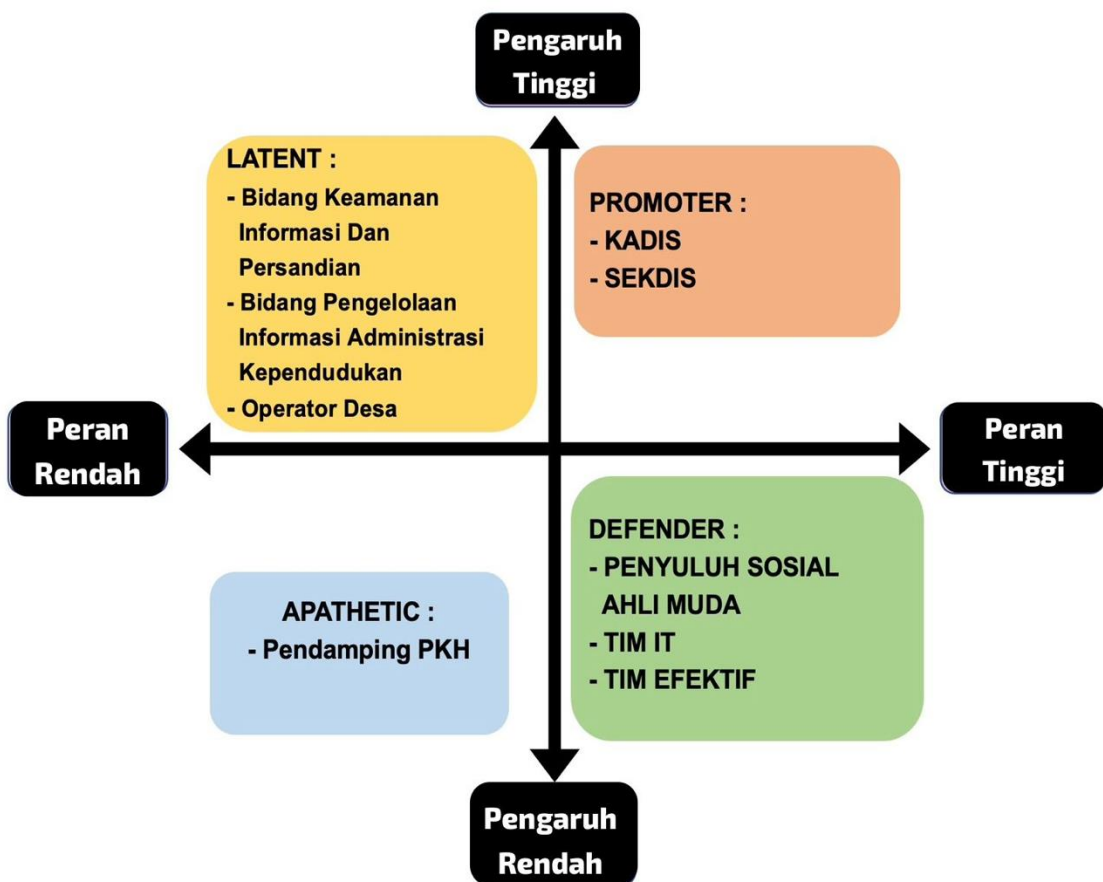 Pengaruh
Tinggi
LATENT :
- Bidang Keamanan
Informasi Dan
Persandian
- Bidang Pengelolaan
Informasi Administrasi
Kependudukan
- Operator Desa
PROMOTER :
- KADIS
- SEKDIS
Peran
Rendah
Peran
Tinggi
APATHETIC :
- Pendamping PKH
DEFENDER :
- PENYULUH SOSIAL
AHLI MUDA
- TIM IT
- TIM EFEKTIF
Pengaruh
Rendah